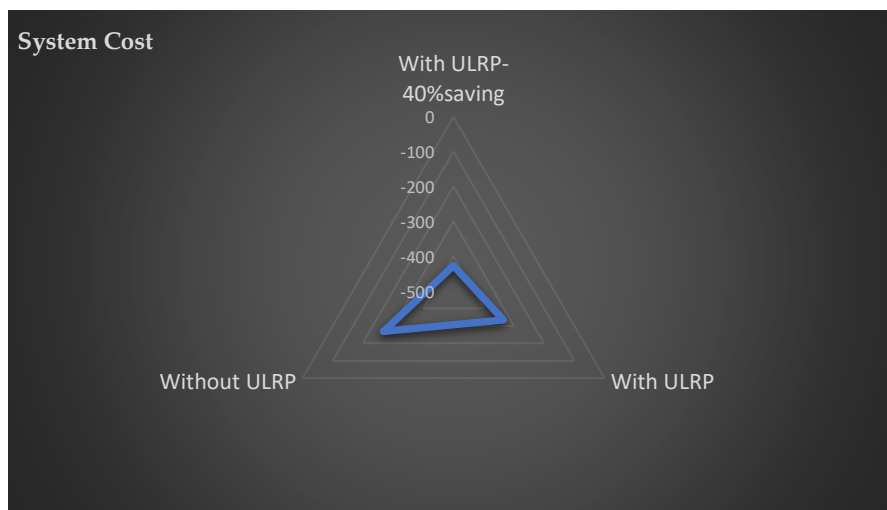 System Cost
With ULRP-
40%saving
0
-100
-200
-300
-400
-500
Without ULRP
With ULRP